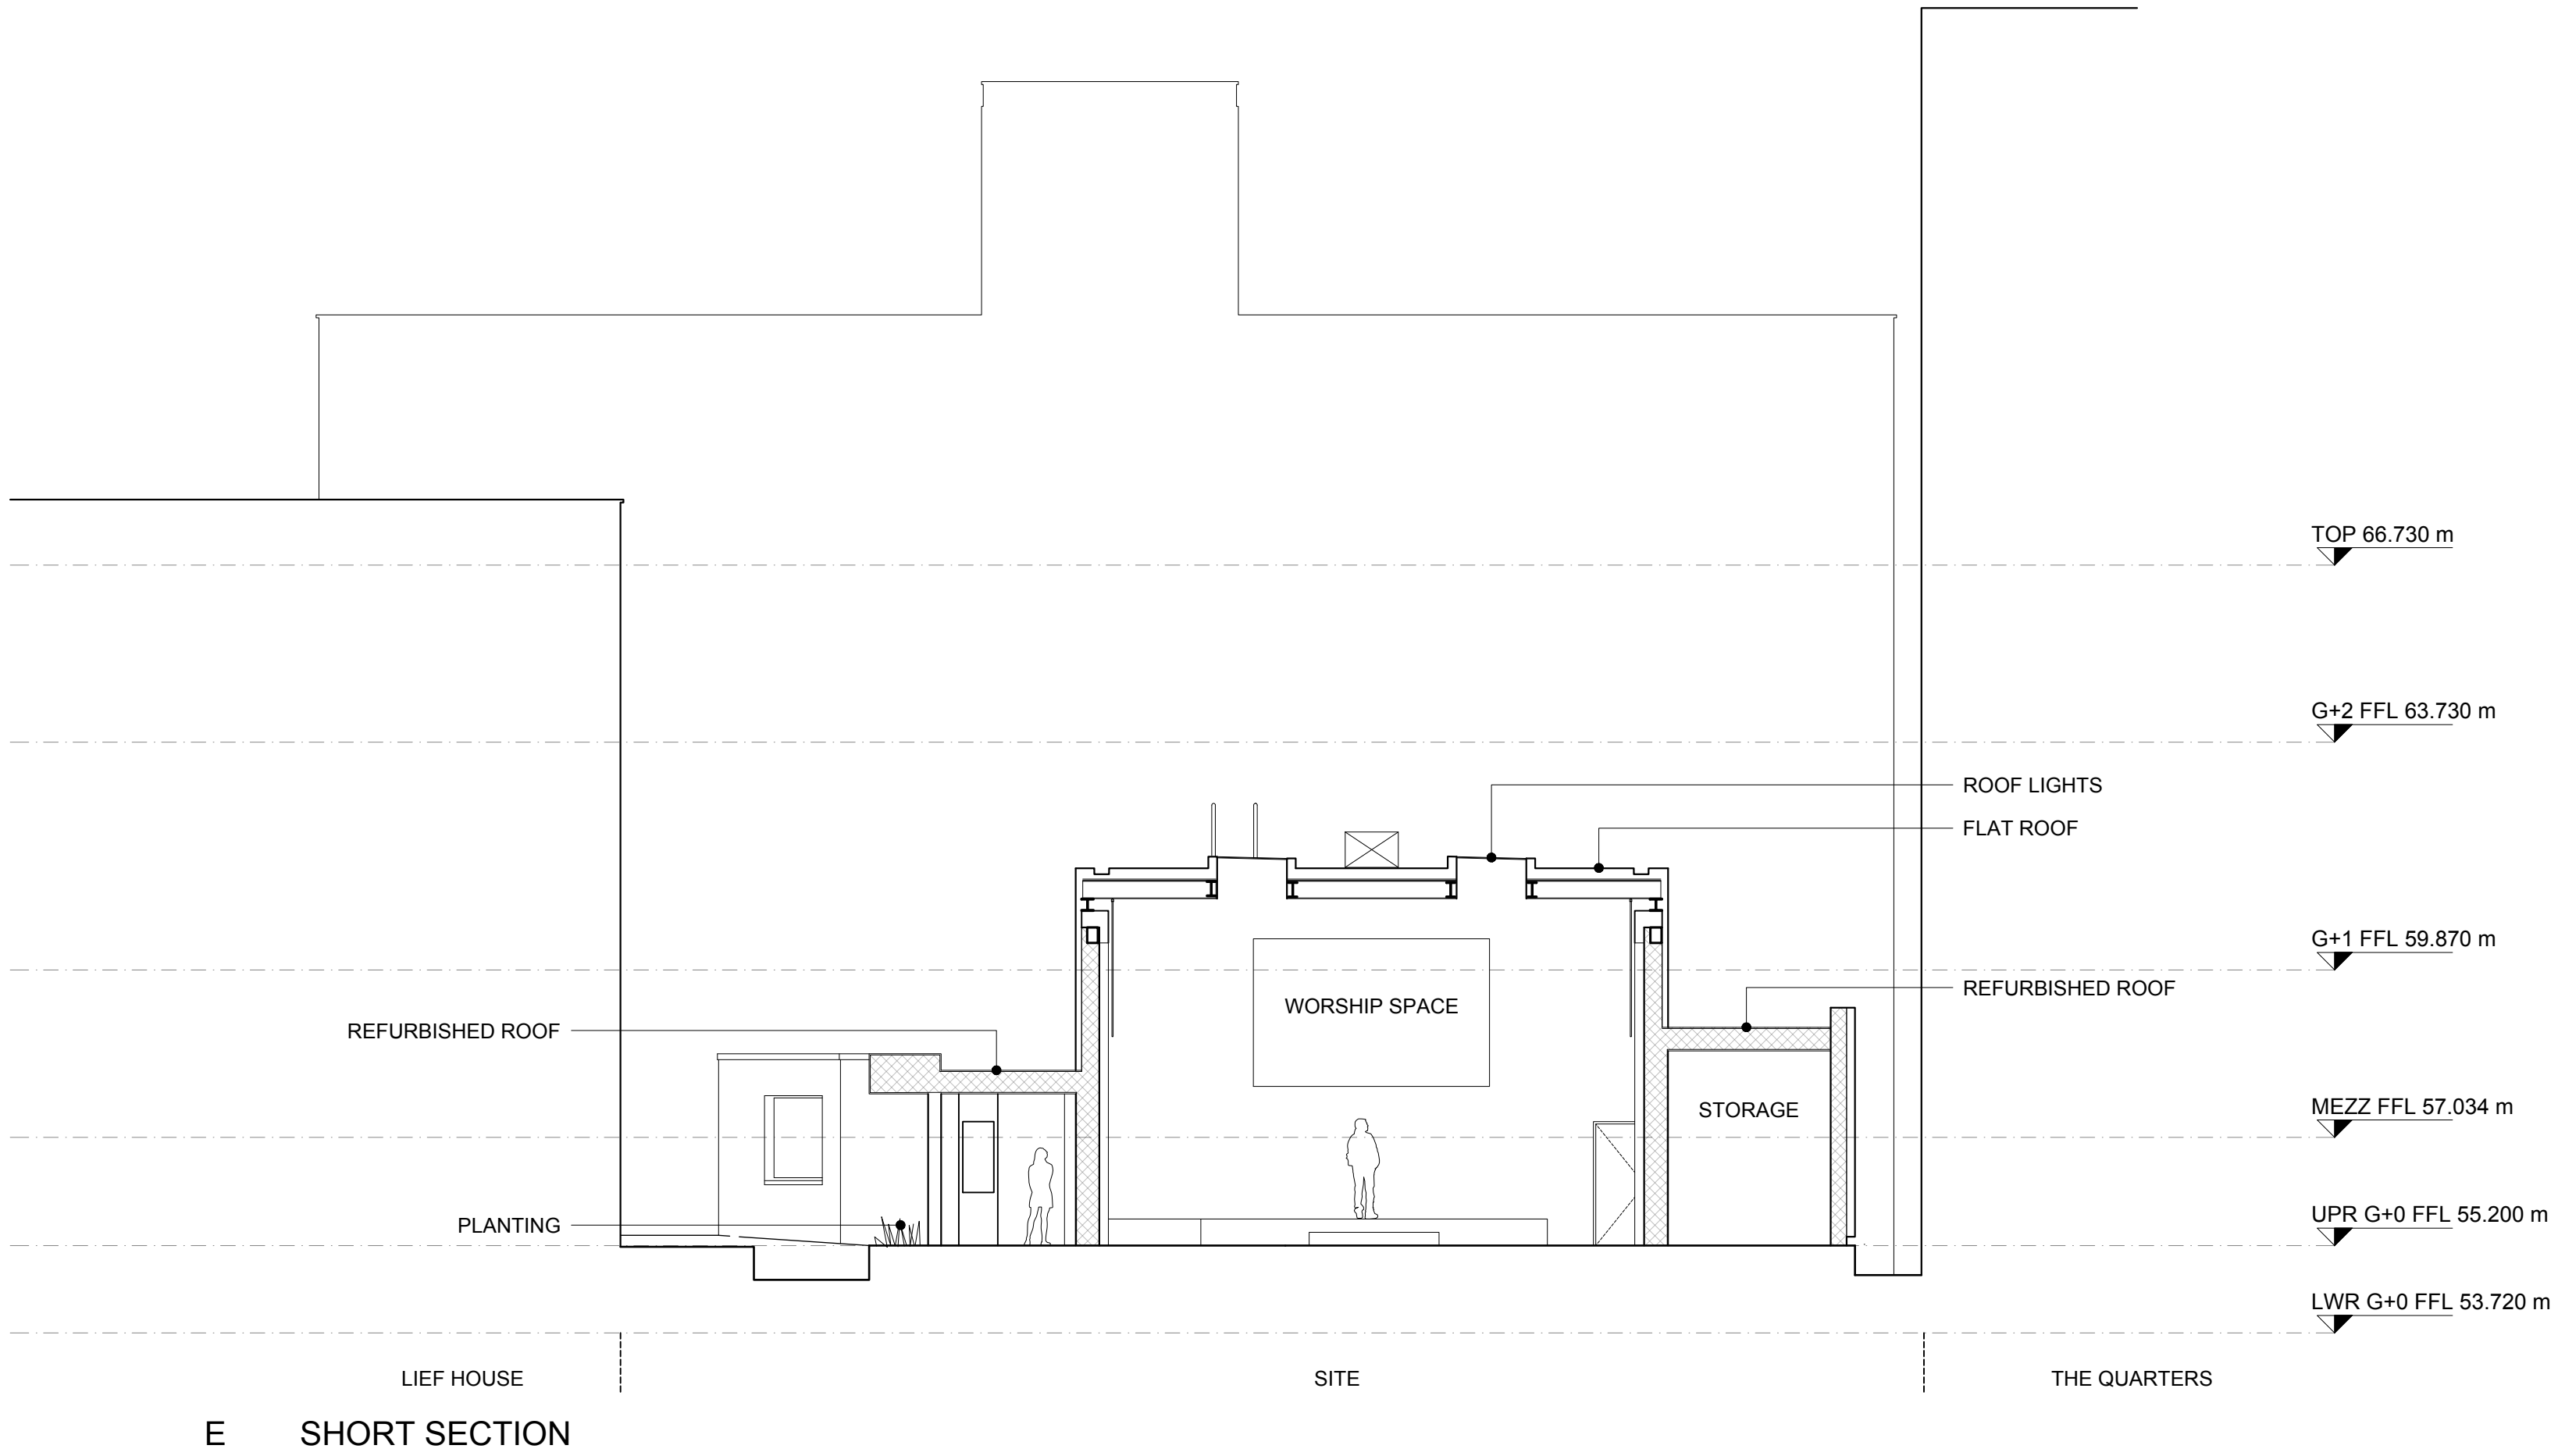 TOP 66.730 m
G+2 FFL 63.730 m
ROOF LIGHTS
FLAT ROOF
G+1 FFL 59.870 m
REFURBISHED ROOF
WORSHIP SPACE
REFURBISHED ROOF
STORAGE
MEZZ FFL 57.034 m
PLANTING
UPR G+0 FFL 55.200 m
LWR G+0 FFL 53.720 m
LIEF HOUSE
SITE
THE QUARTERS
E SHORT SECTION